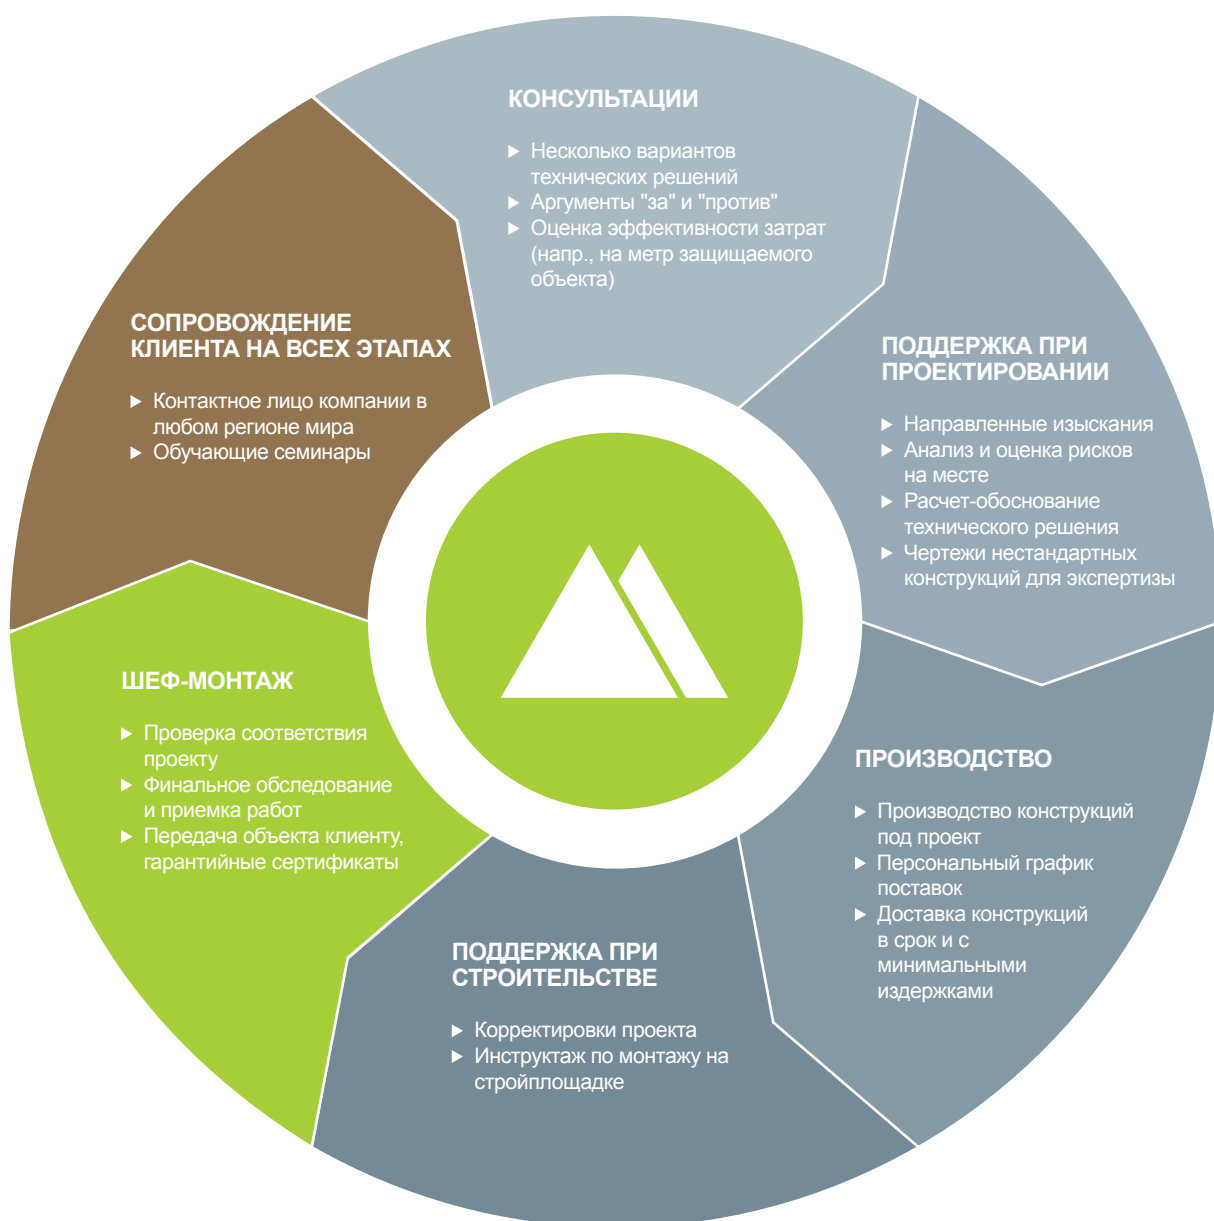 КОНСУЛЬТАЦИИ
► Несколько вариантов
технических решений
► Аргументы "за" и "против"
► Оценка эффективности затрат
(напр., на метр защищаемого
объекта)
ПОДДЕРЖКА ПРИ
ПРОЕКТИРОВАНИИ
► Направленные изыскания
► Анализ и оценка рисков
на месте
► Расчет-обоснование
технического решения
► Чертежи нестандартных
конструкций для экспертизы
ПРОИЗВОДСТВО
► Производство конструкций
под проект
► Персональный график
поставок
► Доставка конструкций
в срок и с
минимальными
издержками
ПОДДЕРЖКА ПРИ
СТРОИТЕЛЬСТВЕ
► Корректировки проекта
► Инструктаж по монтажу на
стройплощадке
ШЕФ-МОНТАЖ
► Проверка соответствия
проекту
► Финальное обследование
и приемка работ
► Передача объекта клиенту,
гарантийные сертификаты
СОПРОВОЖДЕНИЕ
КЛИЕНТА НА ВСЕХ ЭТАПАХ
► Контактное лицо компании в
любом регионе мира
► Обучающие семинары